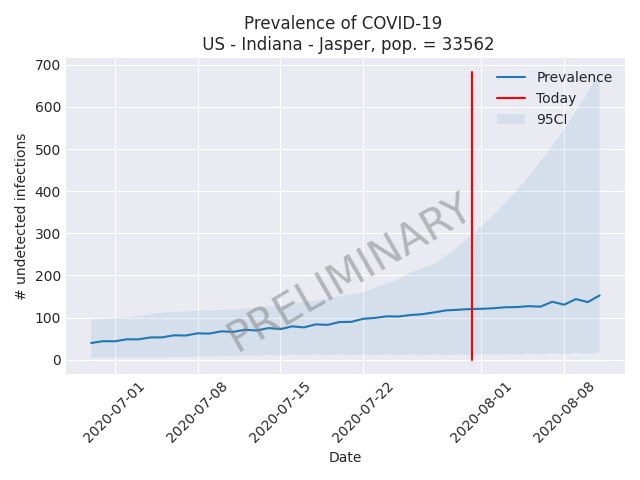 Prevalence of COVID-19
US - Indiana - Jasper, pop. = 33562
700
600
500
400
300
200
100
0
# undetected infections
Prevalence
Today
95CI
PRELIMINARY
2020-07-01
2020-07-08
2020-07-15
2020-07-22
2020-08-01
2020-08-08
Date